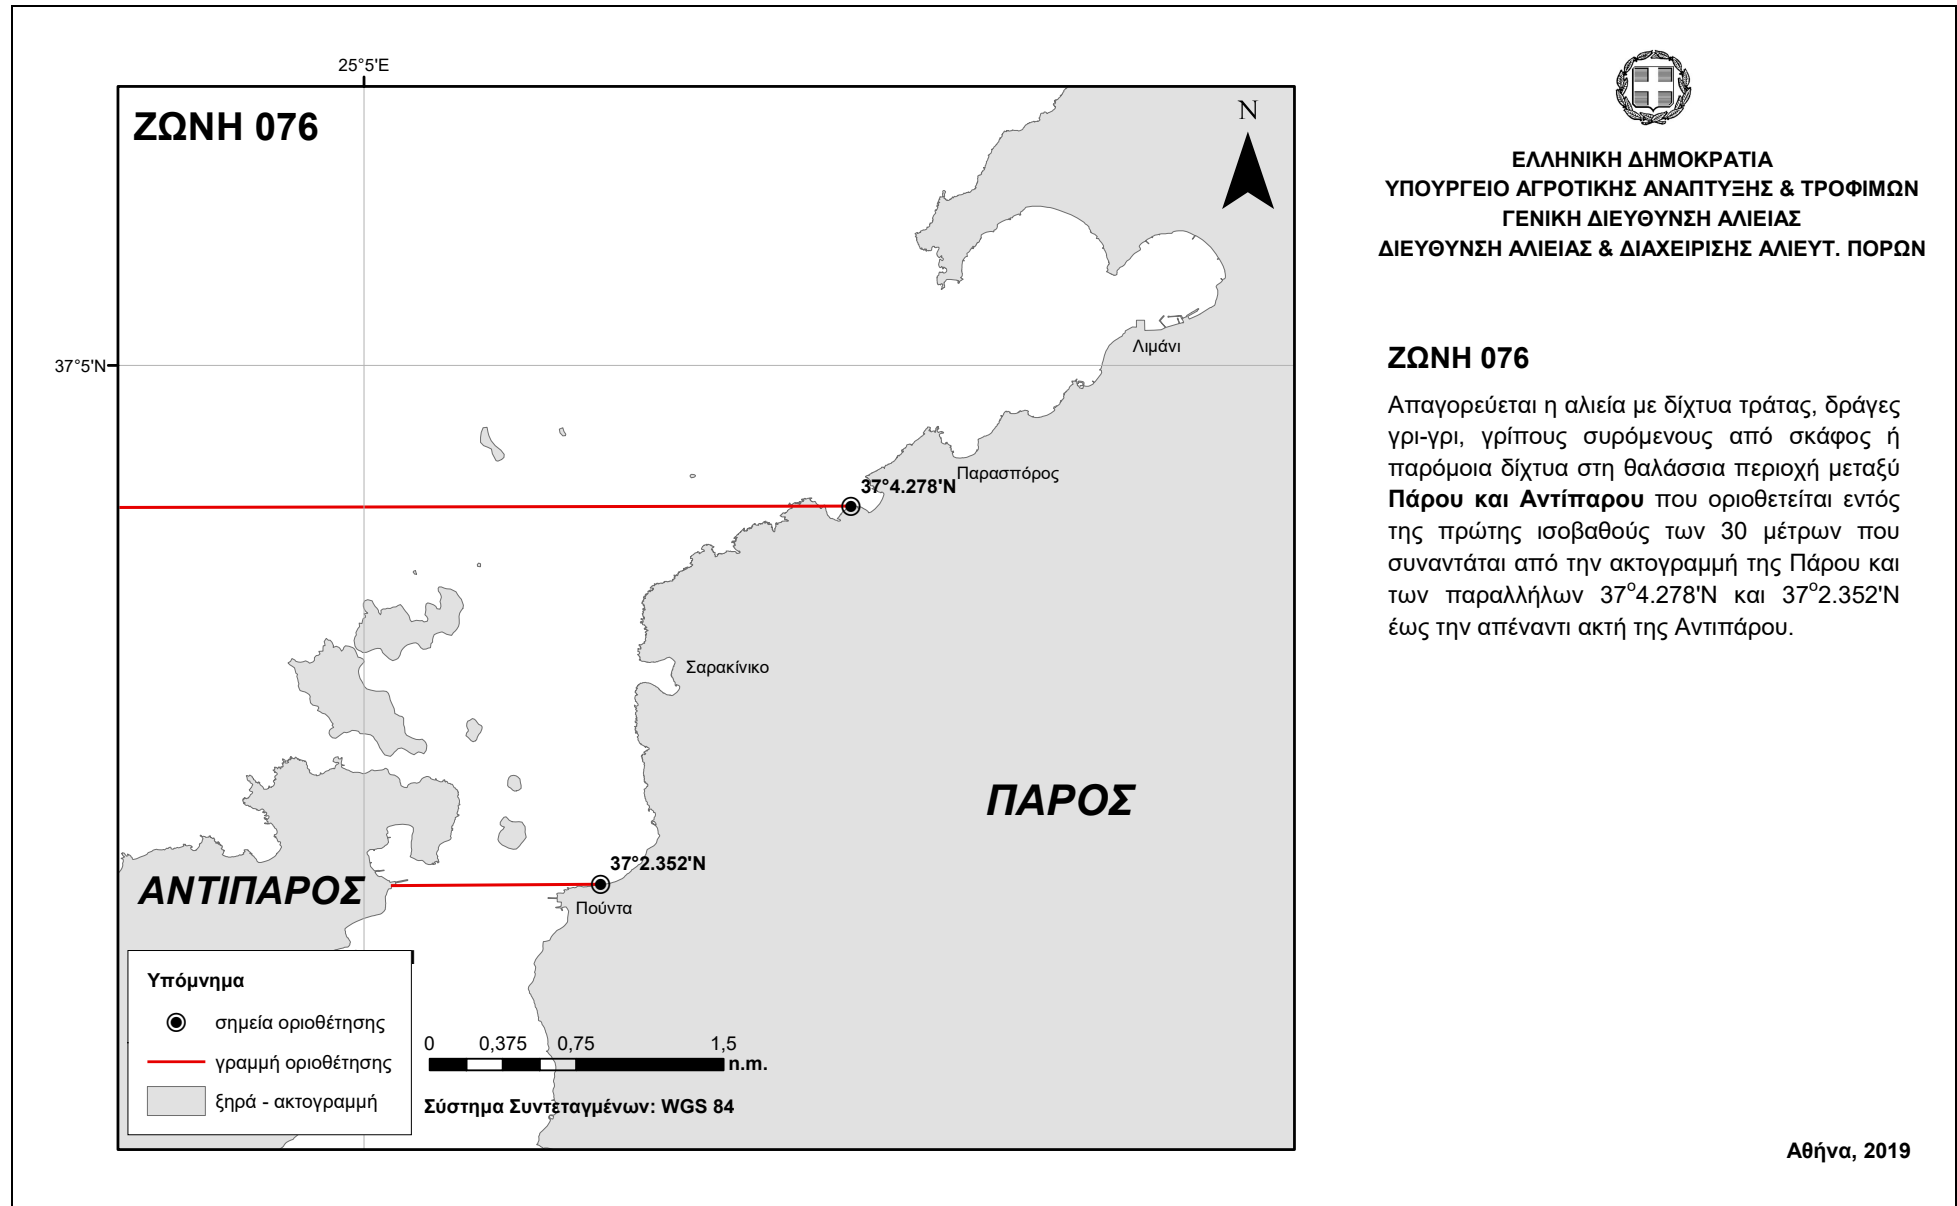 25°5'E
ΖΩΝΗ 076
N
37°5'N
Λιμάνι
Παρασπόρος
37°4.278'N
Σαρακίνικο
ΠΑΡΟΣ
37°2.352'N
ΑΝΤΙΠΑΡΟΣ
Πούντα
Υπόμνημα
σημεία οριοθέτησης
γραμμή οριοθέτησης
ξηρά - ακτογραμμή
0 0,375 0,75 1,5
n.m.
Σύστημα Συντεταγμένων: WGS 84
ΕΛΛΗΝΙΚΗ ΔΗΜΟΚΡΑΤΙΑ
ΥΠΟΥΡΓΕΙΟ ΑΓΡΟΤΙΚΗΣ ΑΝΑΠΤΥΞΗΣ & ΤΡΟΦΙΜΩΝ
ΓΕΝΙΚΗ ΔΙΕΥΘΥΝΣΗ ΑΛΙΕΙΑΣ
ΔΙΕΥΘΥΝΣΗ ΑΛΙΕΙΑΣ & ΔΙΑΧΕΙΡΙΣΗΣ ΑΛΙΕΥΤ. ΠΟΡΩΝ
ΖΩΝΗ 076
Απαγορεύεται η αλιεία με δίχτυα τράτας, δράγες
γρι-γρι, γρίπους συρόμενους από σκάφος ή
παρόμοια δίχτυα στη θαλάσσια περιοχή μεταξύ
Πάρου και Αντίπαρου που οριοθετείται εντός
της πρώτης ισοβαθούς των 30 μέτρων που
συναντάται από την ακτογραμμή της Πάρου και
των παραλλήλων 37°4.278'N και 37°2.352'N
έως την απέναντι ακτή της Αντιπάρου.
Αθήνα, 2019